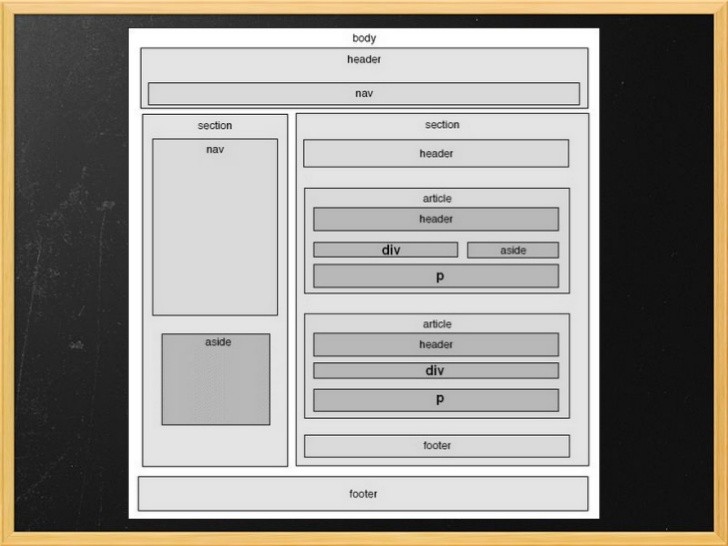 body
header
nav
section
nav
aside
section
header
article
header
div
aside
p
article
header
div
p
footer
footer